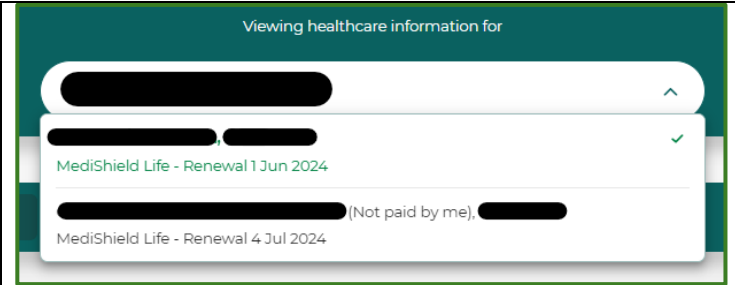 Viewing healthcare information for
,
MediShield Life - Renewal 1 Jun 2024
(Not paid by me),
MediShield Life - Renewal 4 Jul 2024